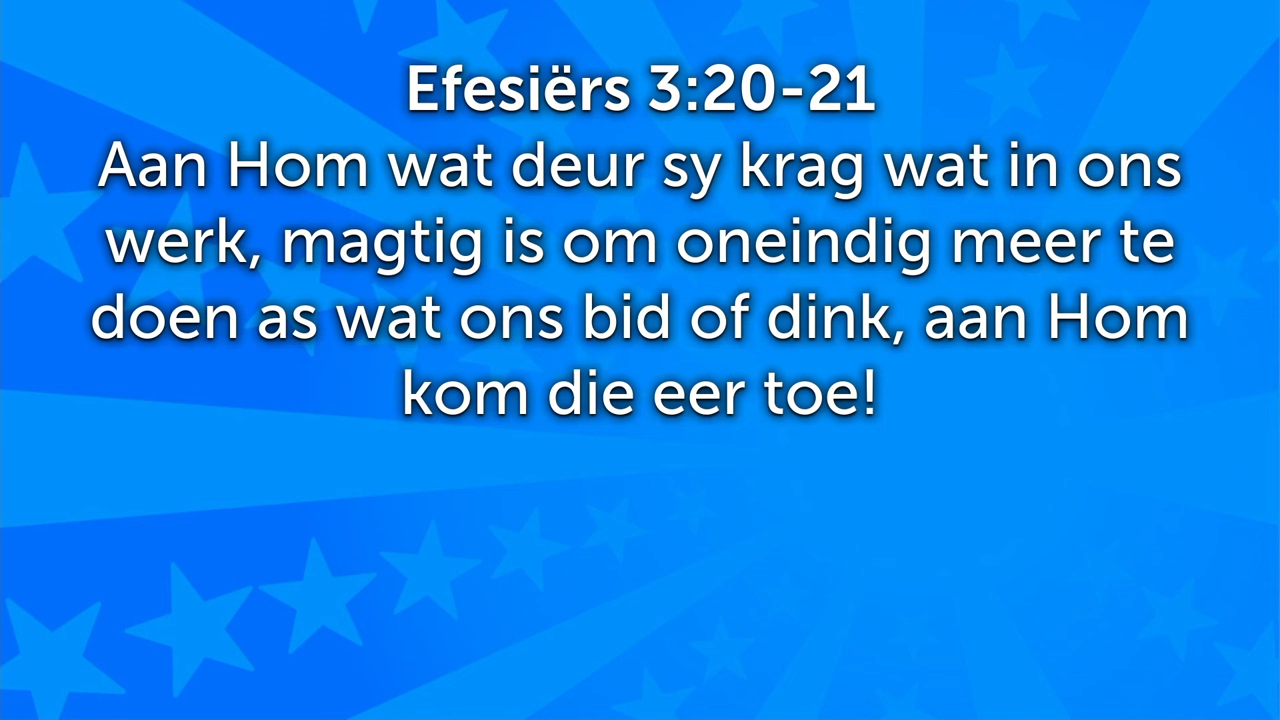 Efesiërs 3:20-21
Aan Hom wat deur sy krag wat in ons
werk, magtig is om oneindig meer te
doen as wat ons bid of dink, aan Hom
kom die eer toe!